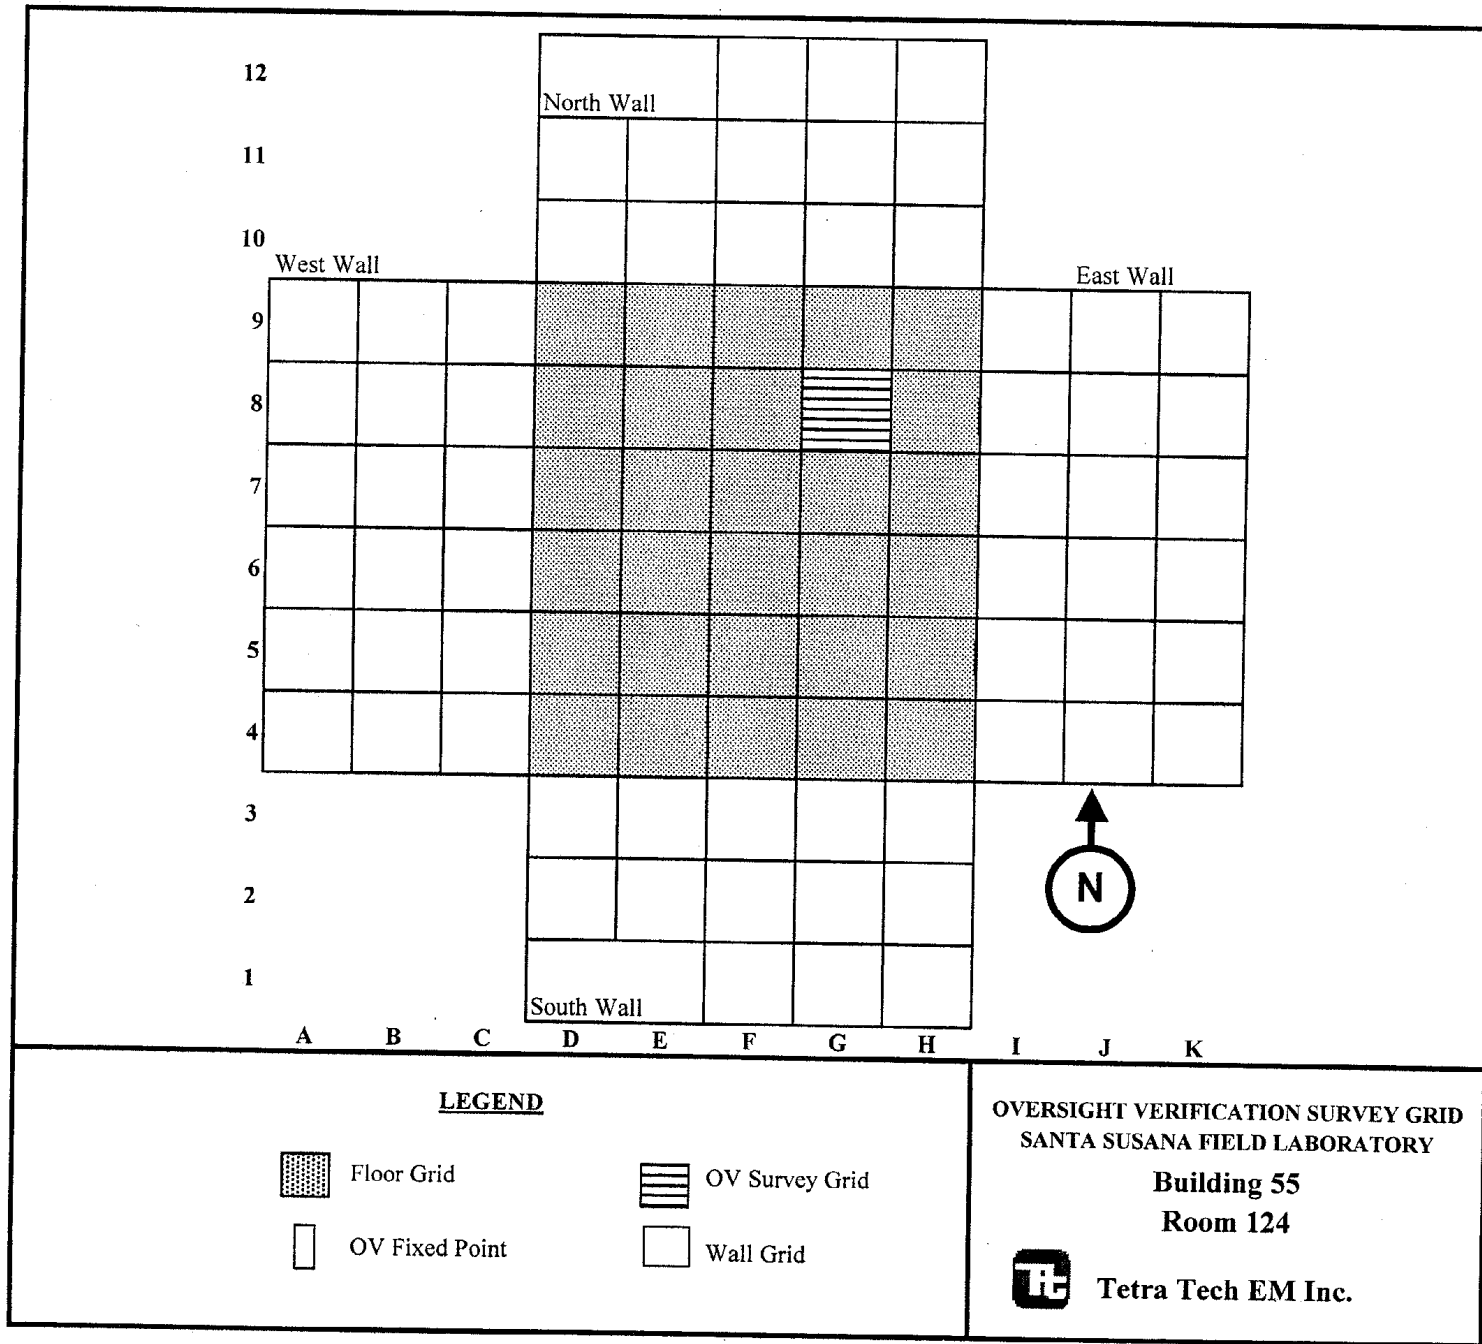 12
North Wall
11
10
West Wall
East Wall
9
8
7
6
5
4
3
N
2
1
South Wall
A B C D E F G H I J K
LEGEND
Floor Grid
OV Survey Grid
OV Fixed Point
Wall Grid
OVERSIGHT VERIFICATION SURVEY GRID
SANTA SUSANA FIELD LABORATORY
Building 55
Room 124
Tt
Tetra Tech EM Inc.